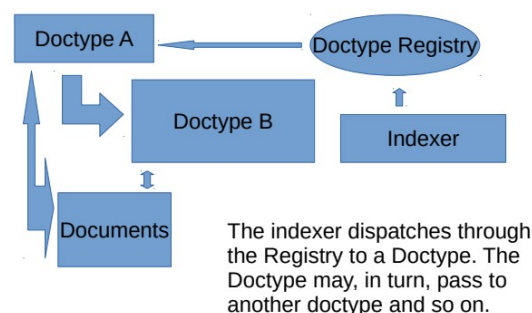 Doctype A
Doctype Registry
Doctype B
Indexer
Documents
The indexer dispatches through
the Registry to a Doctype. The
Doctype may, in turn, pass to
another doctype and so on.